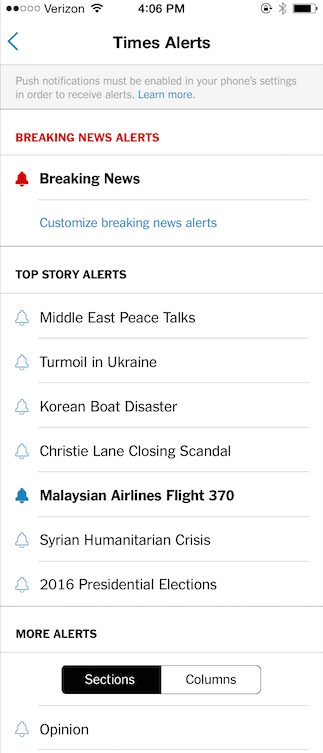 Verizon 4:06 PM
Times Alerts
Push notifications must be enabled in your phone's settings
in order to receive alerts. Learn more.
BREAKING NEWS ALERTS
Breaking News
Customize breaking news alerts
TOP STORY ALERTS
Middle East Peace Talks
Turmoil in Ukraine
Korean Boat Disaster
Christie Lane Closing Scandal
Malaysian Airlines Flight 370
Syrian Humanitarian Crisis
2016 Presidential Elections
MORE ALERTS
Sections Columns
Opinion